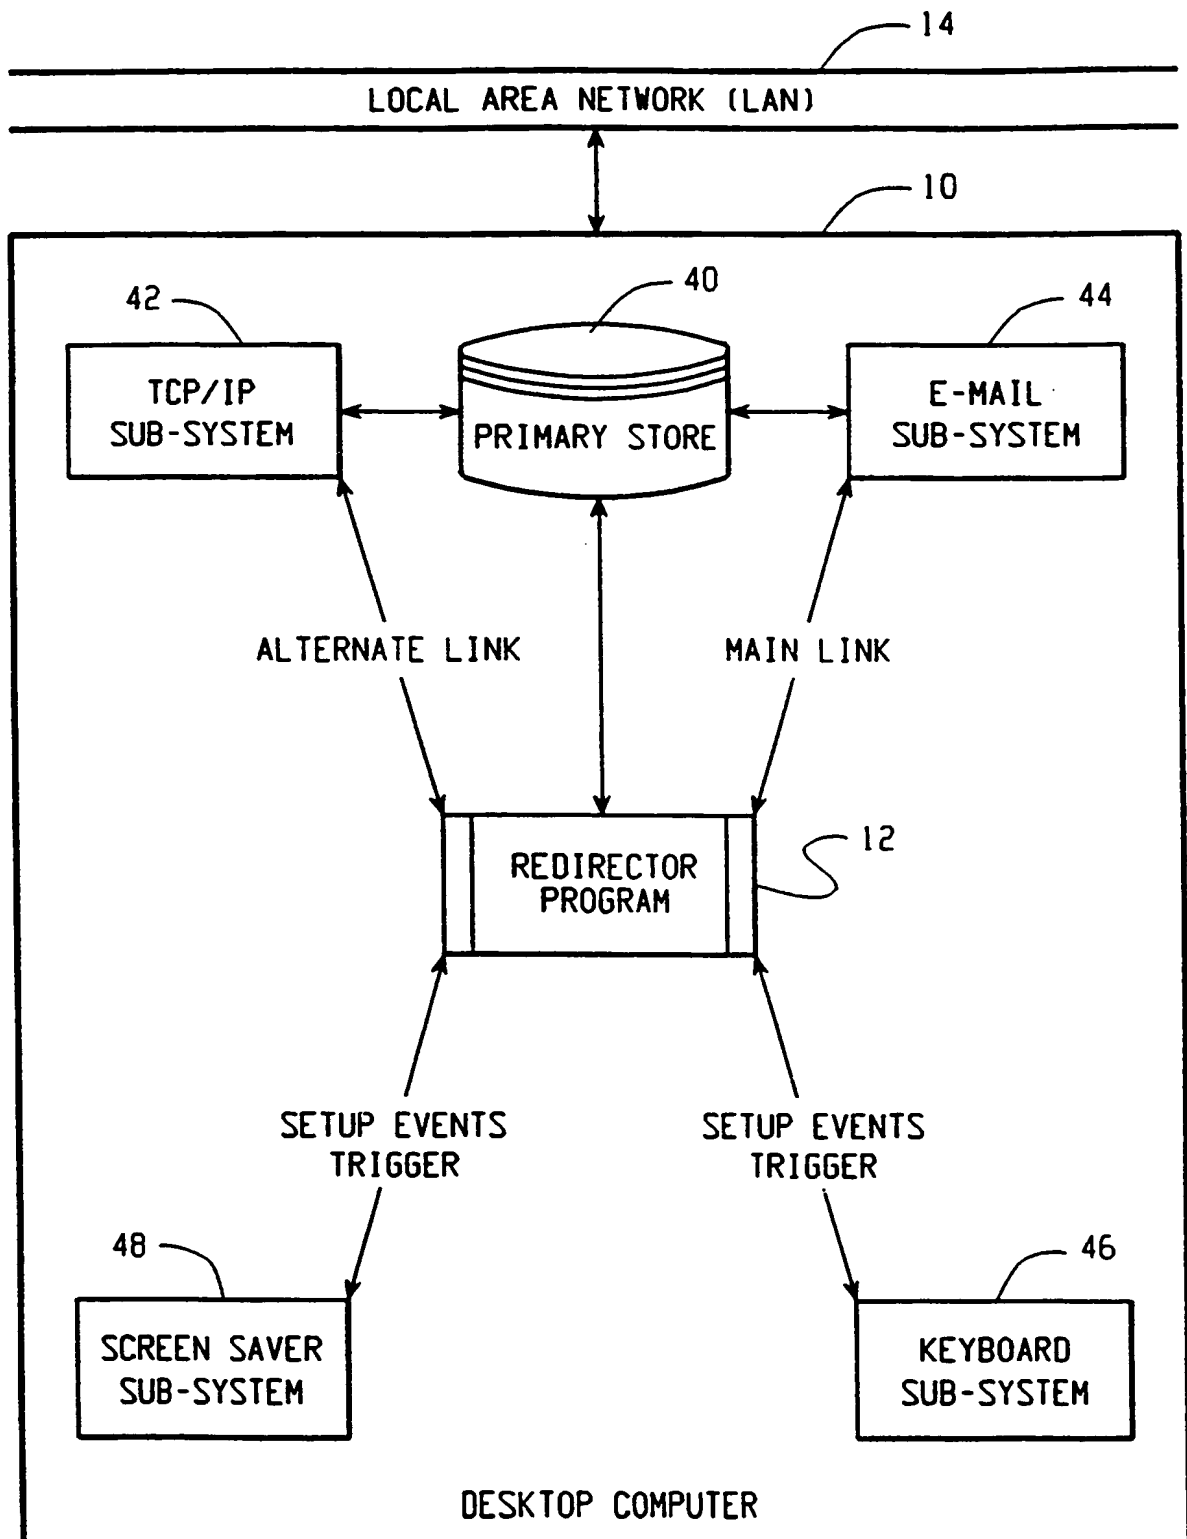 14
LOCAL AREA NETWORK (LAN)
10
42
40
44
TCP/IP
SUB-SYSTEM
PRIMARY STORE
E-MAIL
SUB-SYSTEM
ALTERNATE LINK
MAIN LINK
12
REDIRECTOR
PROGRAM
SETUP EVENTS
TRIGGER
SETUP EVENTS
TRIGGER
48
46
SCREEN SAVER
SUB-SYSTEM
KEYBOARD
SUB-SYSTEM
DESKTOP COMPUTER